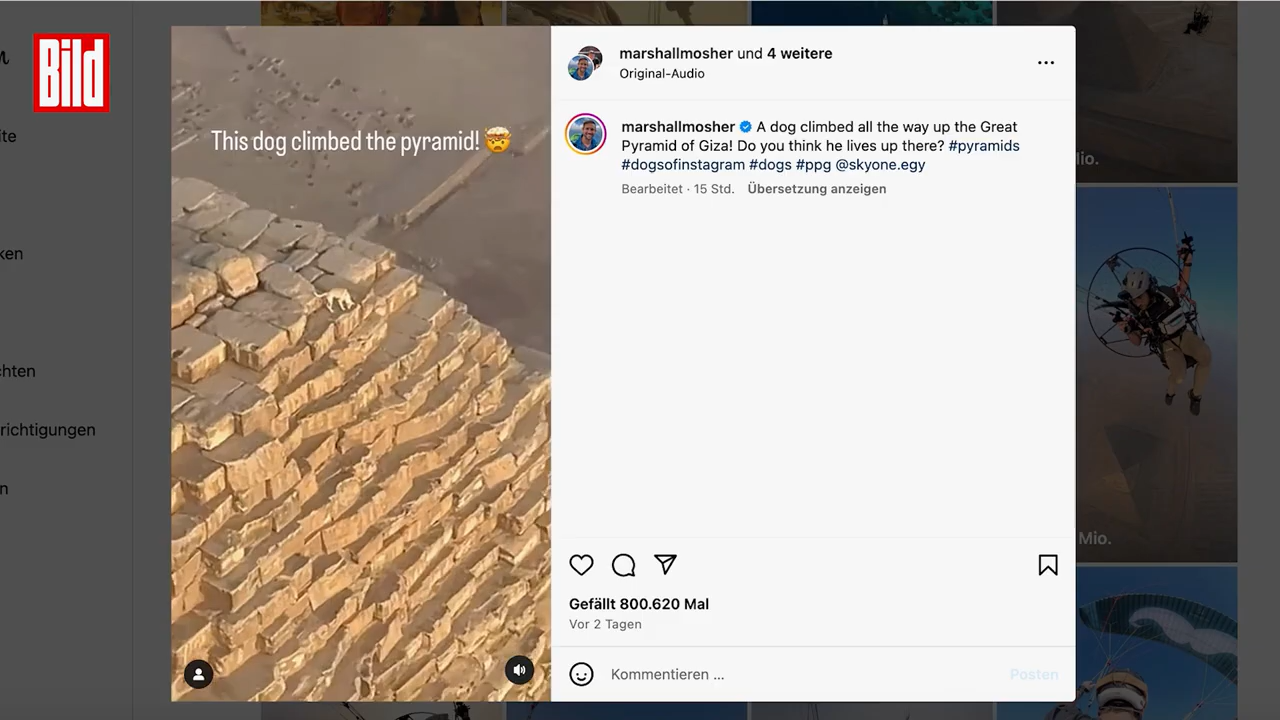 Bild
This dog climbed the pyramid! 🤯
marshallmosher und 4 weitere
Original-Audio
marshallmosher A dog climbed all the way up the Great
Pyramid of Giza! Do you think he lives up there? #pyramids
#dogsofinstagram #dogs #ppg @skyone.egy
Bearbeitet · 15 Std. Übersetzung anzeigen
Gefällt 800.620 Mal
Vor 2 Tagen
Kommentieren ...
Posten
ite
ken
chten
richtigungen
n
lio.
Mio.